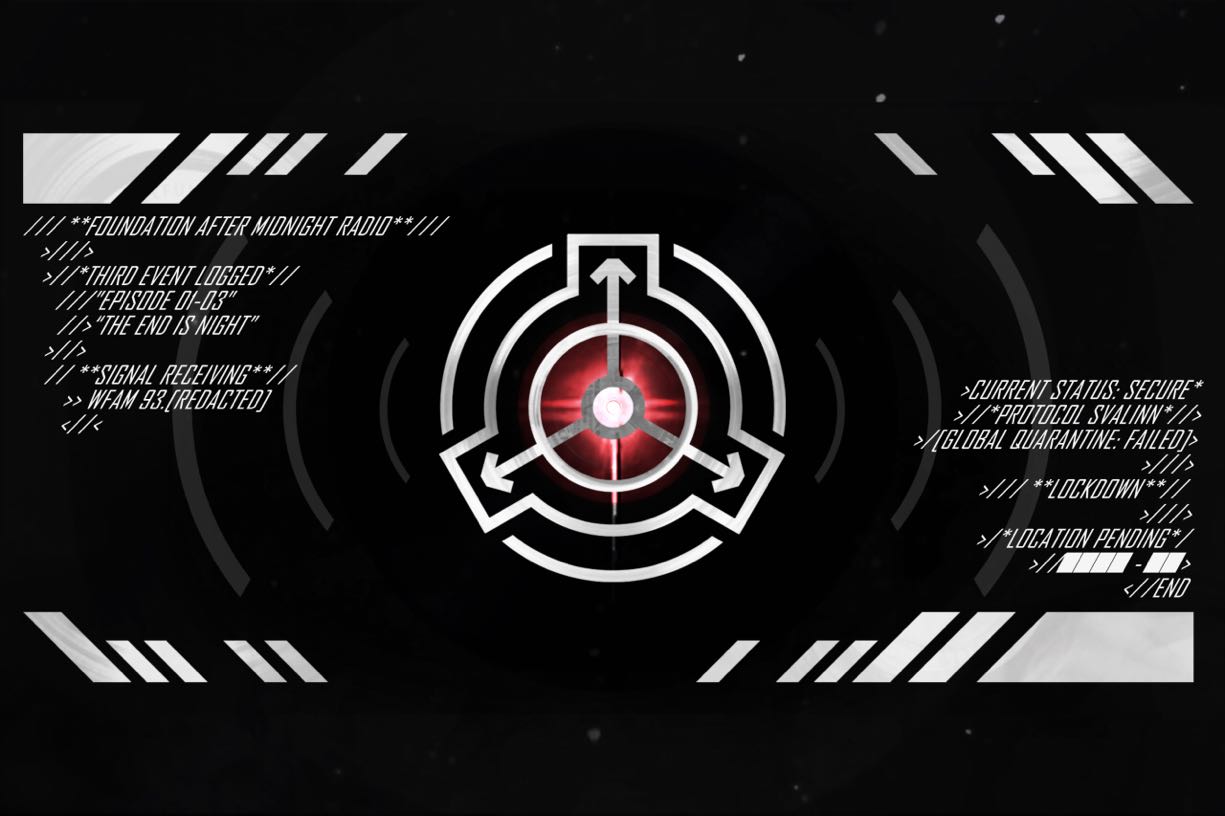 /// **FOUNDATION AFTER MIDNIGHT RADIO**///
>///>
>//*THIRD EVENT LOGGED*//
///"EPISODE 01-03"
//>"THE END IS NIGHT"
>//>
// **SIGNAL RECEIVING**//
>> WFAM 93.[REDACTED]
<//<
>CURRENT STATUS: SECURE*
>//*PROTOCOL SVALINN*//>
>/[GLOBAL QUARANTINE: FAILED]>
>///>
>/// **LOCKDOWN**//
>///>
>/*LOCATION PENDING*/
>//████ - ██>
<//END